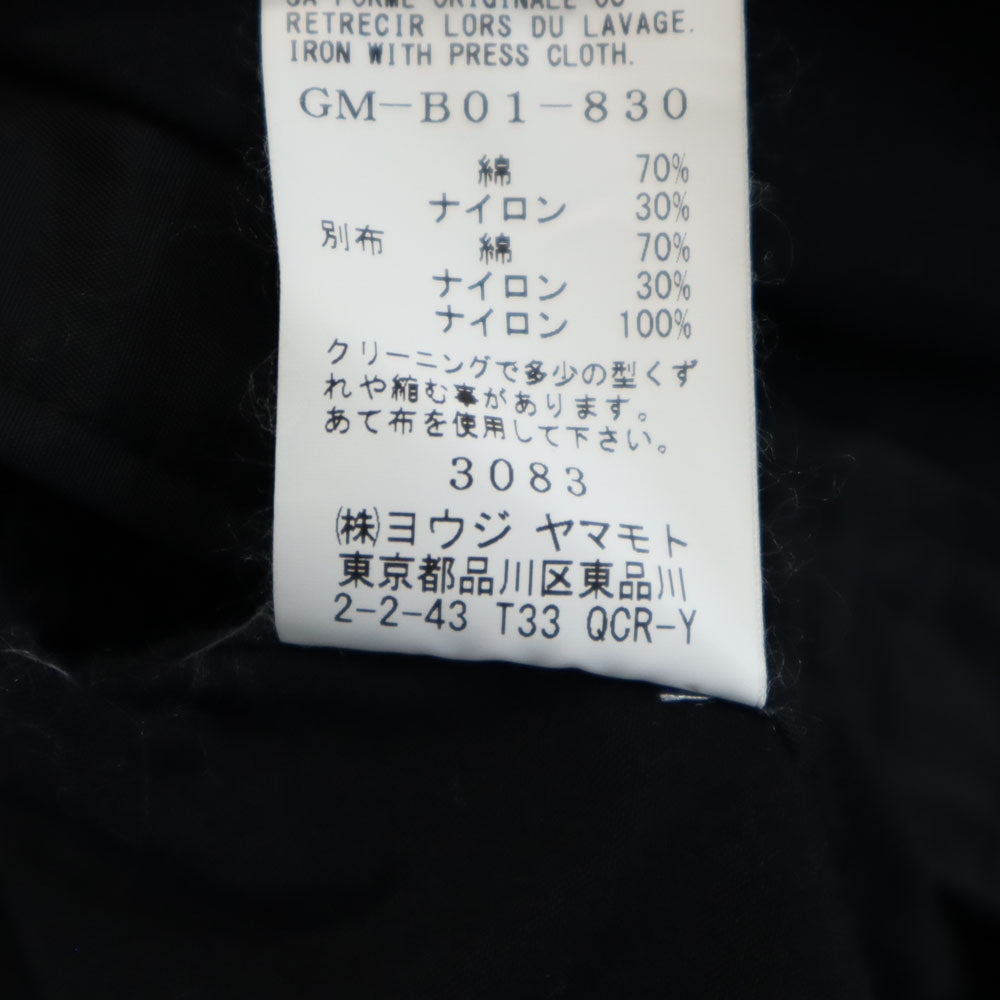 SA FORME ORIGINALE OU
RETRECIR LORS DU LAVAGE.
IRON WITH PRESS CLOTH.
GM-B01-830
綿 70%
ナイロン 30%
別布 綿 70%
ナイロン 30%
ナイロン 100%
クリーニングで多少の型くず
れや縮む事があります。
あて布を使用して下さい。
3083
㈱ヨウジ ヤマモト
東京都品川区東品川
2-2-43 T33 QCR-Y